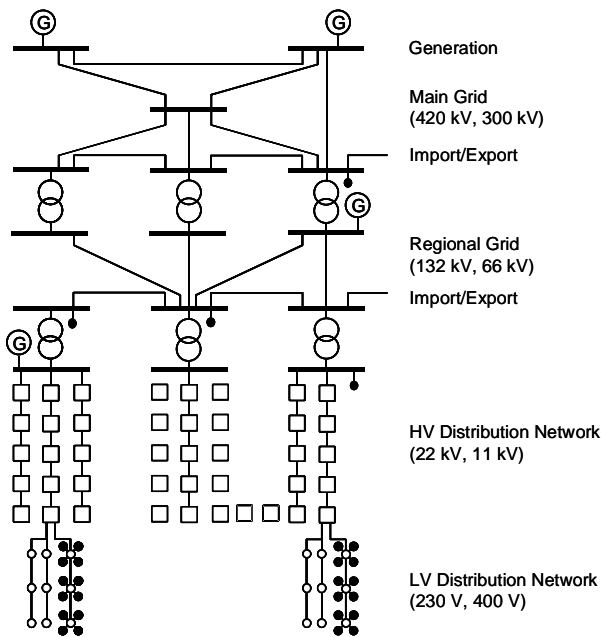 G
G
Generation
Main Grid
(420 kV, 300 kV)
Import/Export
G
Regional Grid
(132 kV, 66 kV)
Import/Export
G
HV Distribution Network
(22 kV, 11 kV)
LV Distribution Network
(230 V, 400 V)